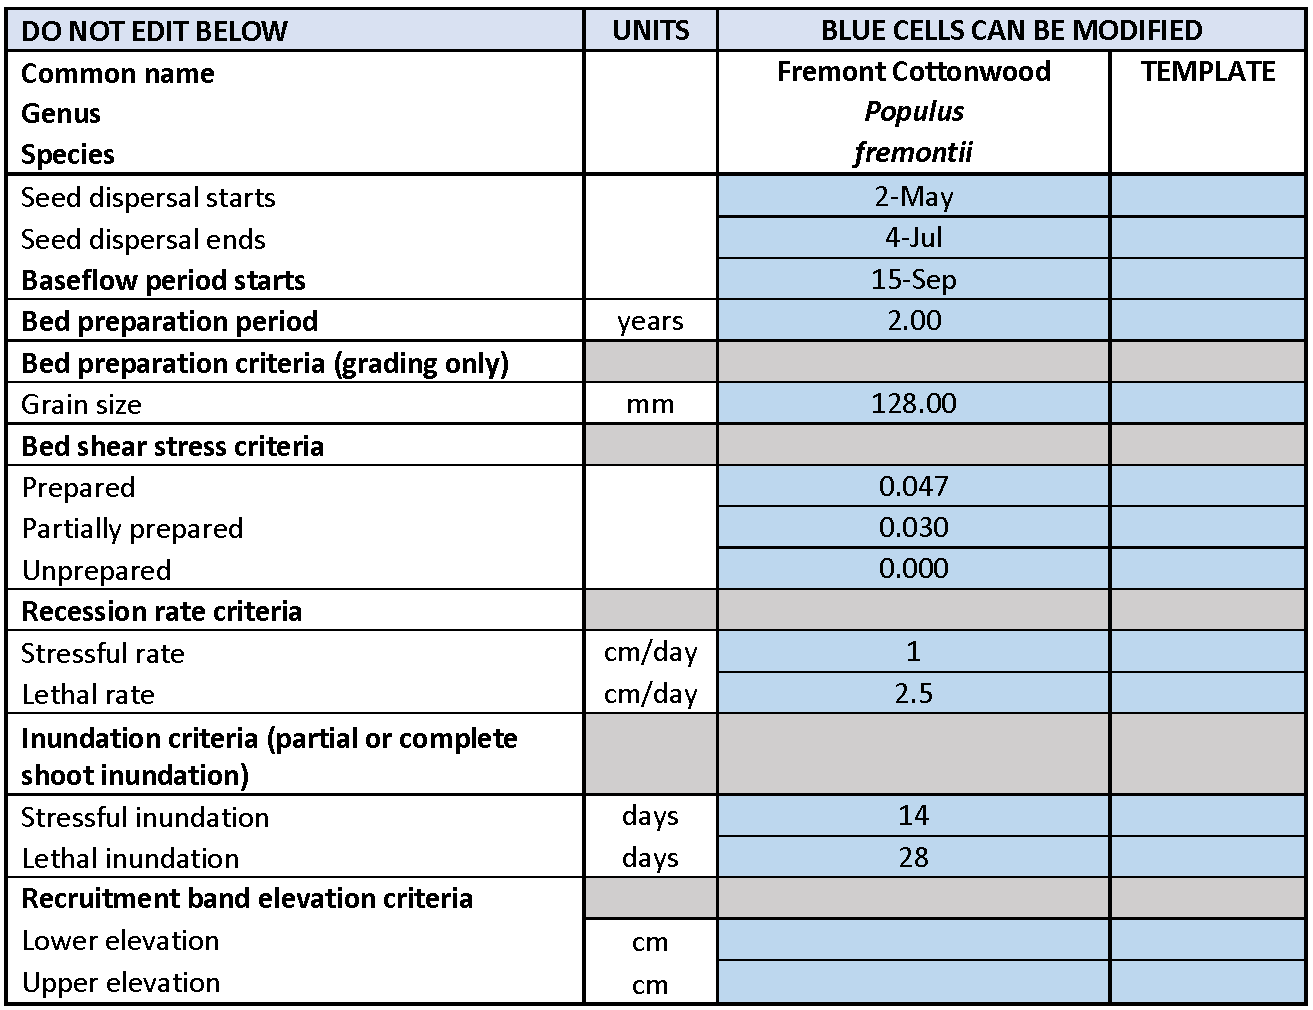 DO NOT EDIT BELOW UNITS BLUE CELLS CAN BE MODIFIED
Common name Fremont Cottonwood TEMPLATE
Genus Populus
Species fremontii
Seed dispersal starts 2-May
Seed dispersal ends 4-Jul
Baseflow period starts 15-Sep
Bed preparation period years 2.00
Bed preparation criteria (grading only)
Grain size mm 128.00
Bed shear stress criteria
Prepared 0.047
Partially prepared 0.030
Unprepared 0.000
Recession rate criteria
Stressful rate cm/day 1
Lethal rate cm/day 2.5
Inundation criteria (partial or complete
shoot inundation)
Stressful inundation days 14
Lethal inundation days 28
Recruitment band elevation criteria
Lower elevation cm
Upper elevation cm